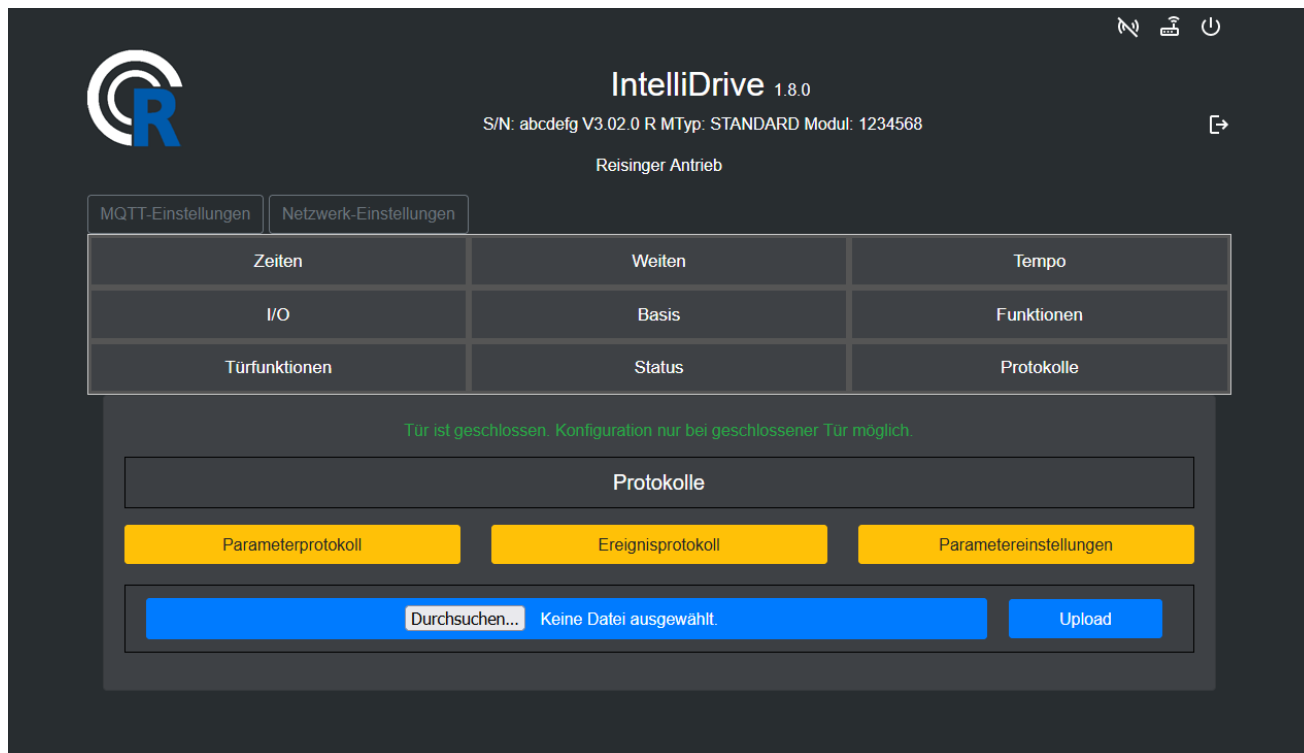 R
IntelliDrive 1.8.0
S/N: abcdefg V3.02.0 R MTyp: STANDARD Modul: 1234568
Reisinger Antrieb
MQTT-Einstellungen Netzwerk-Einstellungen
Zeiten Weiten Tempo
I/O Basis Funktionen
Türfunktionen Status Protokolle
Tür ist geschlossen. Konfiguration nur bei geschlossener Tür möglich.
Protokolle
Parameterprotokoll Ereignisprotokoll Parametereinstellungen
Durchsuchen... Keine Datei ausgewählt. Upload